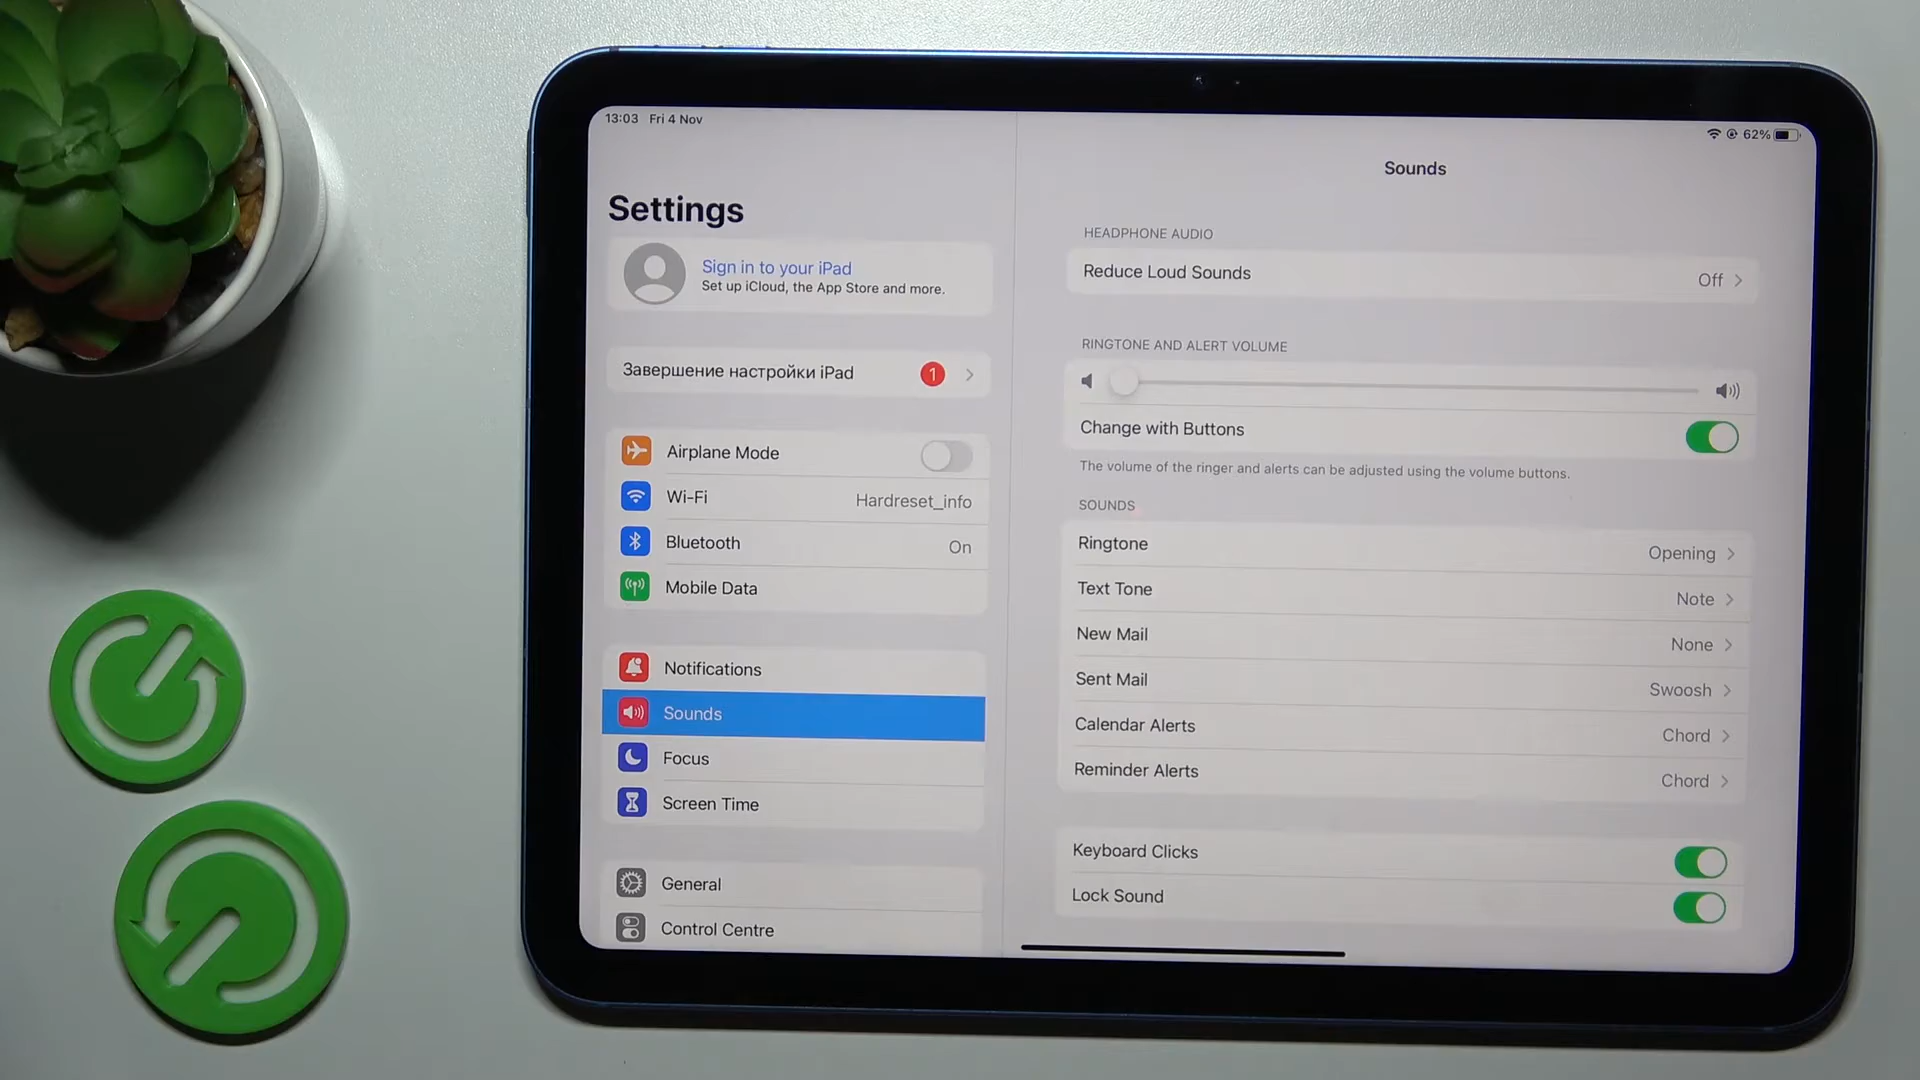 13:03 Fri 4 Nov
62%
Settings
Sign in to your iPad
Set up iCloud, the App Store and more.
Завершение настройки iPad 1
Airplane Mode
Wi-Fi Hardreset_info
Bluetooth On
Mobile Data
Notifications
Sounds
Focus
Screen Time
General
Control Centre
Sounds
HEADPHONE AUDIO
Reduce Loud Sounds Off
RINGTONE AND ALERT VOLUME
Change with Buttons
The volume of the ringer and alerts can be adjusted using the volume buttons.
SOUNDS
Ringtone Opening
Text Tone Note
New Mail None
Sent Mail Swoosh
Calendar Alerts Chord
Reminder Alerts Chord
Keyboard Clicks
Lock Sound